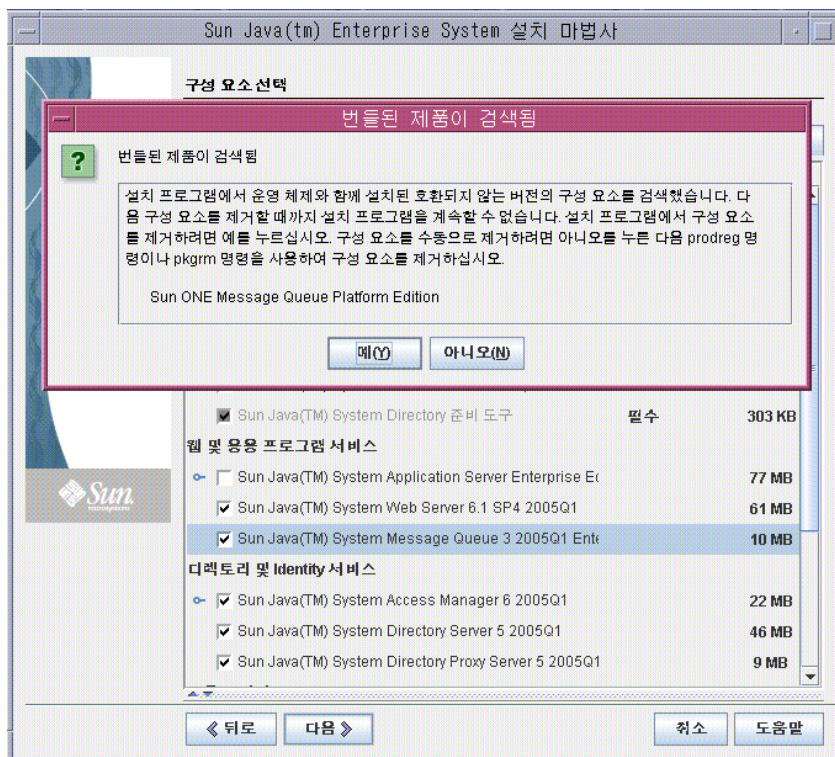 Sun Java(tm) Enterprise System 설치 마법사
구성 요소 선택
번들된 제품이 검색됨
번들된 제품이 검색됨
설치 프로그램에서 운영 체제와 함께 설치된 호환되지 않는 버전의 구성 요소를 검색했습니다. 다
음 구성 요소를 제거할 때까지 설치 프로그램을 계속할 수 없습니다. 설치 프로그램에서 구성 요소
를 제거하려면 예를 누르십시오. 구성 요소를 수동으로 제거하려면 아니오를 누른 다음 prodreg 명
령이나 pkgrm 명령을 사용하여 구성 요소를 제거하십시오.
Sun ONE Message Queue Platform Edition
예(Y) 아니오(N)
Sun Java(TM) System Directory 준비 도구 필수 303 KB
웹 및 응용 프로그램 서비스
Sun Java(TM) System Application Server Enterprise Ec 77 MB
Sun Java(TM) System Web Server 6.1 SP4 2005Q1 61 MB
Sun Java(TM) System Message Queue 3 2005Q1 Ente 10 MB
디렉토리 및 Identity 서비스
Sun Java(TM) System Access Manager 6 2005Q1 22 MB
Sun Java(TM) System Directory Server 5 2005Q1 46 MB
Sun Java(TM) System Directory Proxy Server 5 2005Q1 9 MB
Sun microsystems
뒤로 다음 취소 도움말